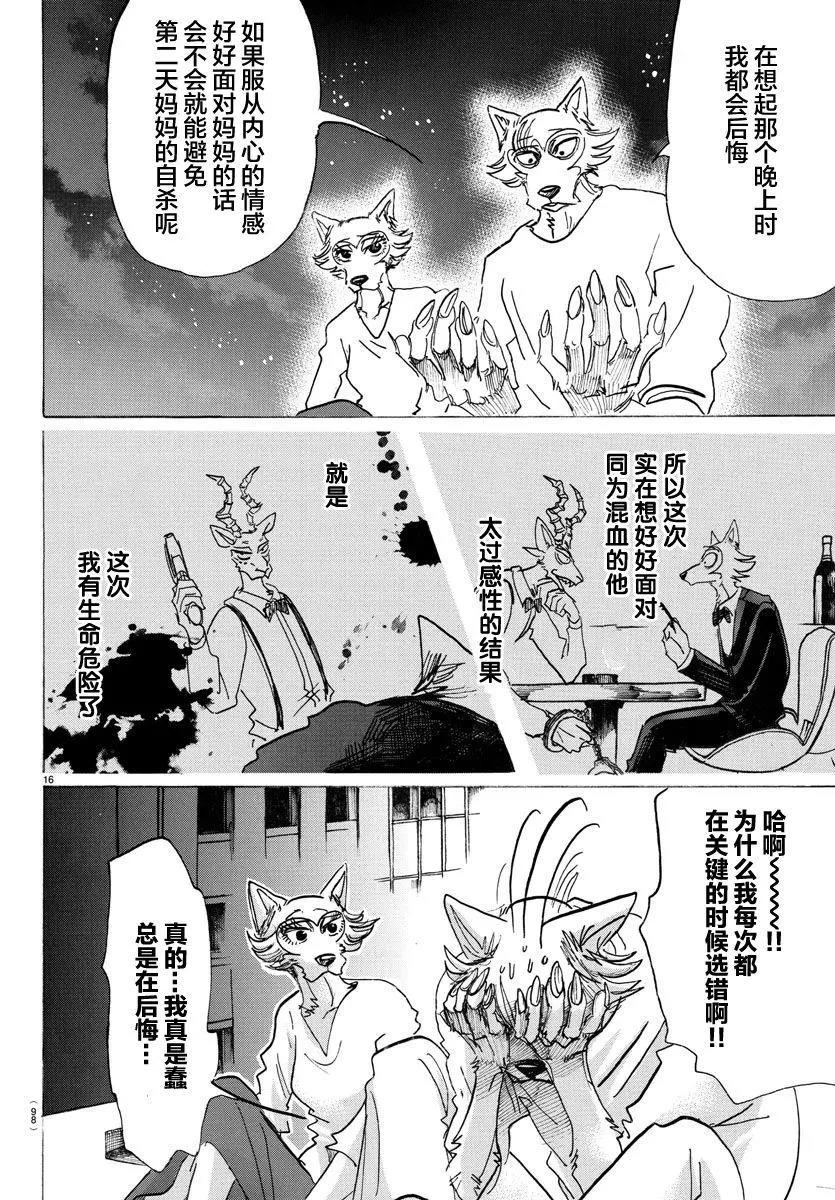 在想起那个晚上时
我都会后悔
如果服从内心的情感
好好面对妈妈的话
会不会就能避免
第二天妈妈的自杀呢
所以这次
实在想好好面对
同为混血的他
太过感性的结果
就是
这次
我有生命危险了
16
哈啊~~~~~~!!
为什么我每次都
在关键的时候选错啊!!
真的…我真是蠢
总是在后悔…
(98)